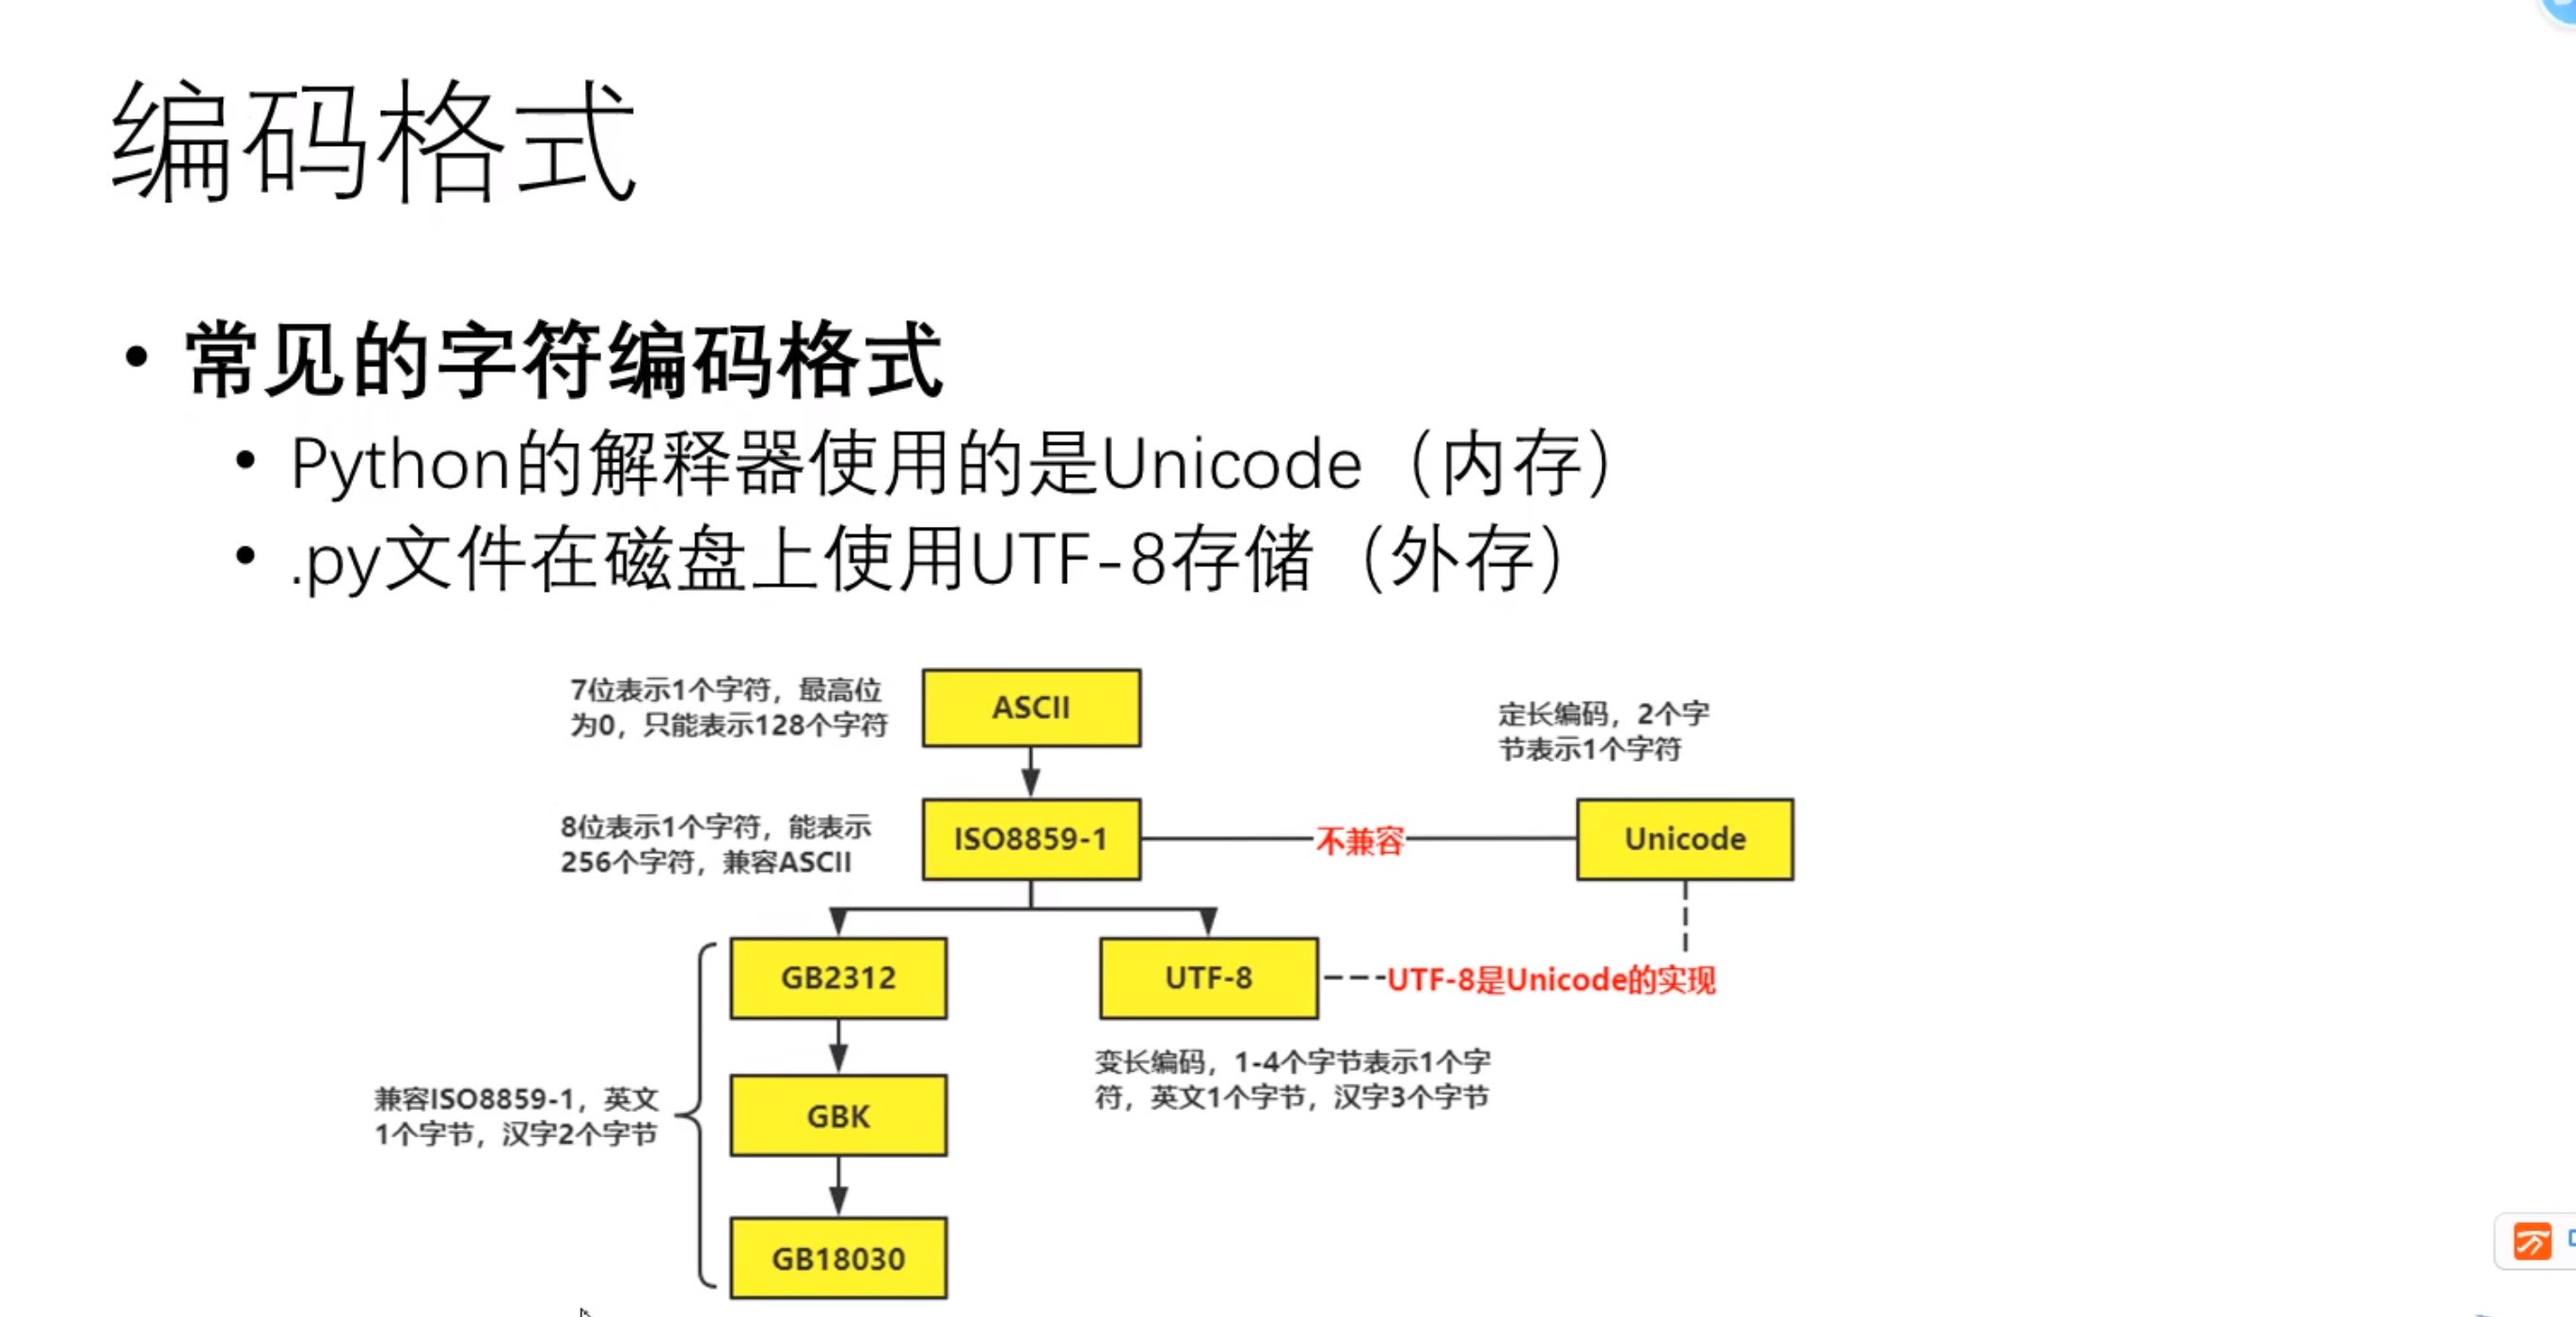 编码格式
• 常见的字符编码格式
• Python的解释器使用的是Unicode（内存）
• .py文件在磁盘上使用UTF-8存储（外存）
7位表示1个字符，最高位
为0，只能表示128个字符
ASCII
定长编码，2个字
节表示1个字符
8位表示1个字符，能表示
256个字符，兼容ASCII
ISO8859-1
不兼容
Unicode
GB2312
UTF-8
UTF-8是Unicode的实现
变长编码，1-4个字节表示1个字
符，英文1个字节，汉字3个字节
兼容ISO8859-1，英文
1个字节，汉字2个字节
GBK
GB18030